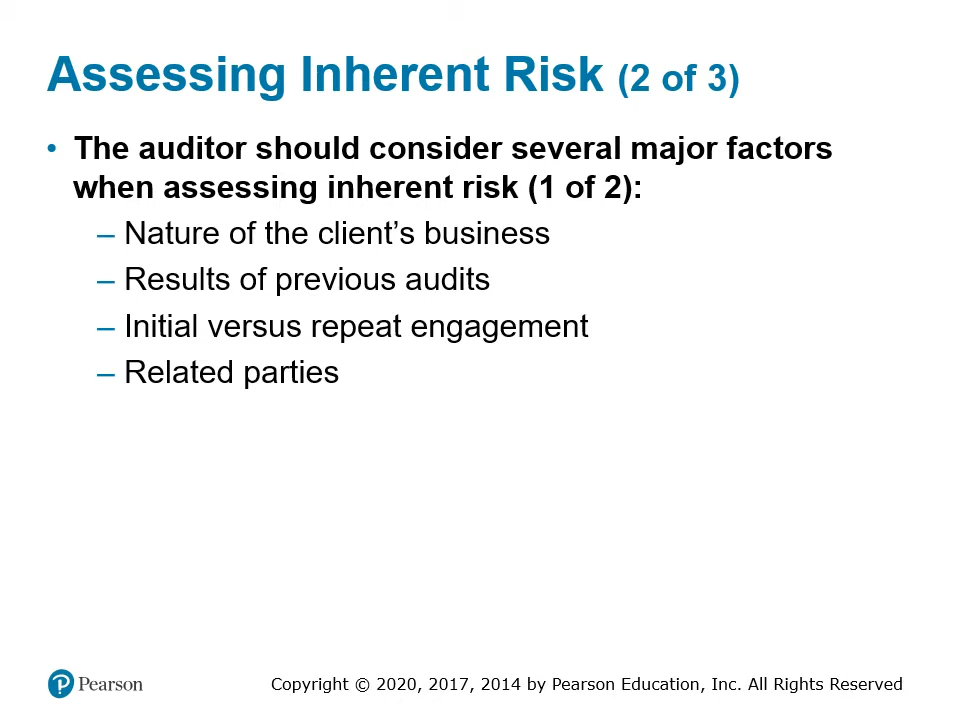 Assessing Inherent Risk (2 of 3)
• The auditor should consider several major factors
when assessing inherent risk (1 of 2):
– Nature of the client’s business
– Results of previous audits
– Initial versus repeat engagement
– Related parties
Pearson
Copyright © 2020, 2017, 2014 by Pearson Education, Inc. All Rights Reserved